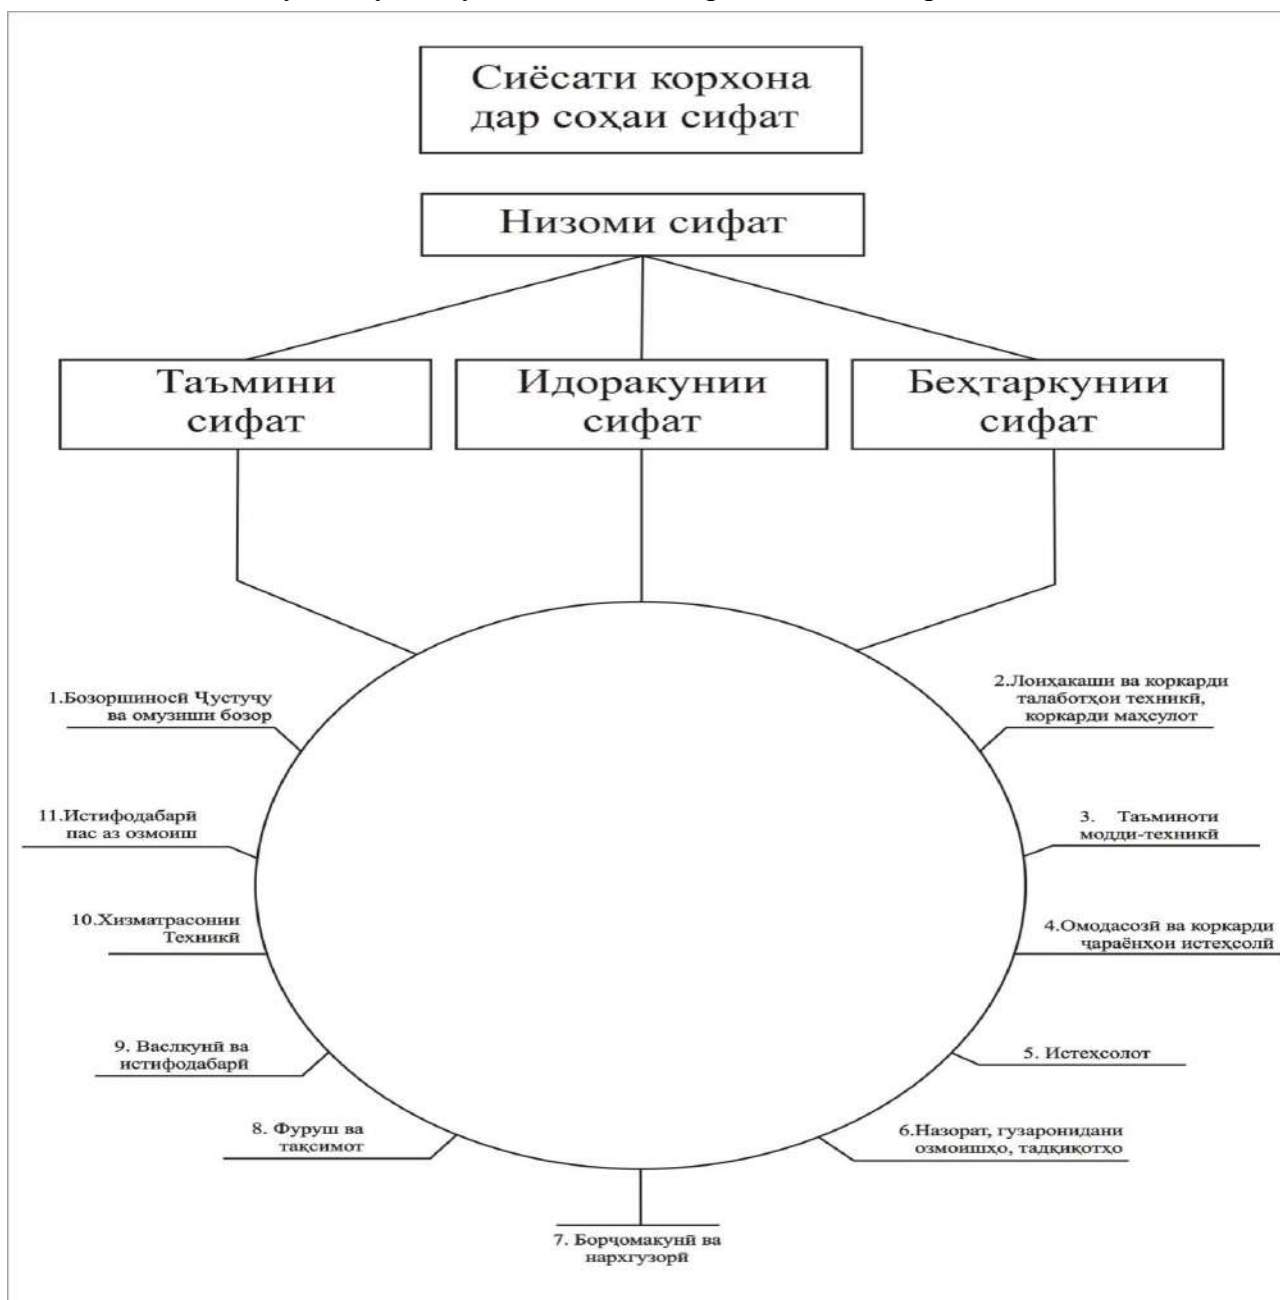 Сиёсати корхона
дар соҳаи сифат
Низоми сифат
Таъмини
сифат
Идоракунии
сифат
Беҳтаркунии
сифат
1.Бозоршиносӣ Ҷустуҷу
ва омузиши бозор
2.Лоиҳакаши ва коркарди
талаботҳои техникӣ,
коркарди маҳсулот
3. Таъминоти
модди-техникӣ
4.Омодасозӣ ва коркарди
ҷараёнҳои истеҳсолӣ
5. Истеҳсолот
6.Назорат, гузаронидани
озмоишҳо, тадқиқотҳо
7. Борҷомакунӣ ва
нархгузорӣ
8. Фуруш ва
тақсимот
9. Васлкунӣ ва
истифодабарӣ
10.Хизматрасонии
Техникӣ
11.Истифодабарӣ
пас аз озмоиш